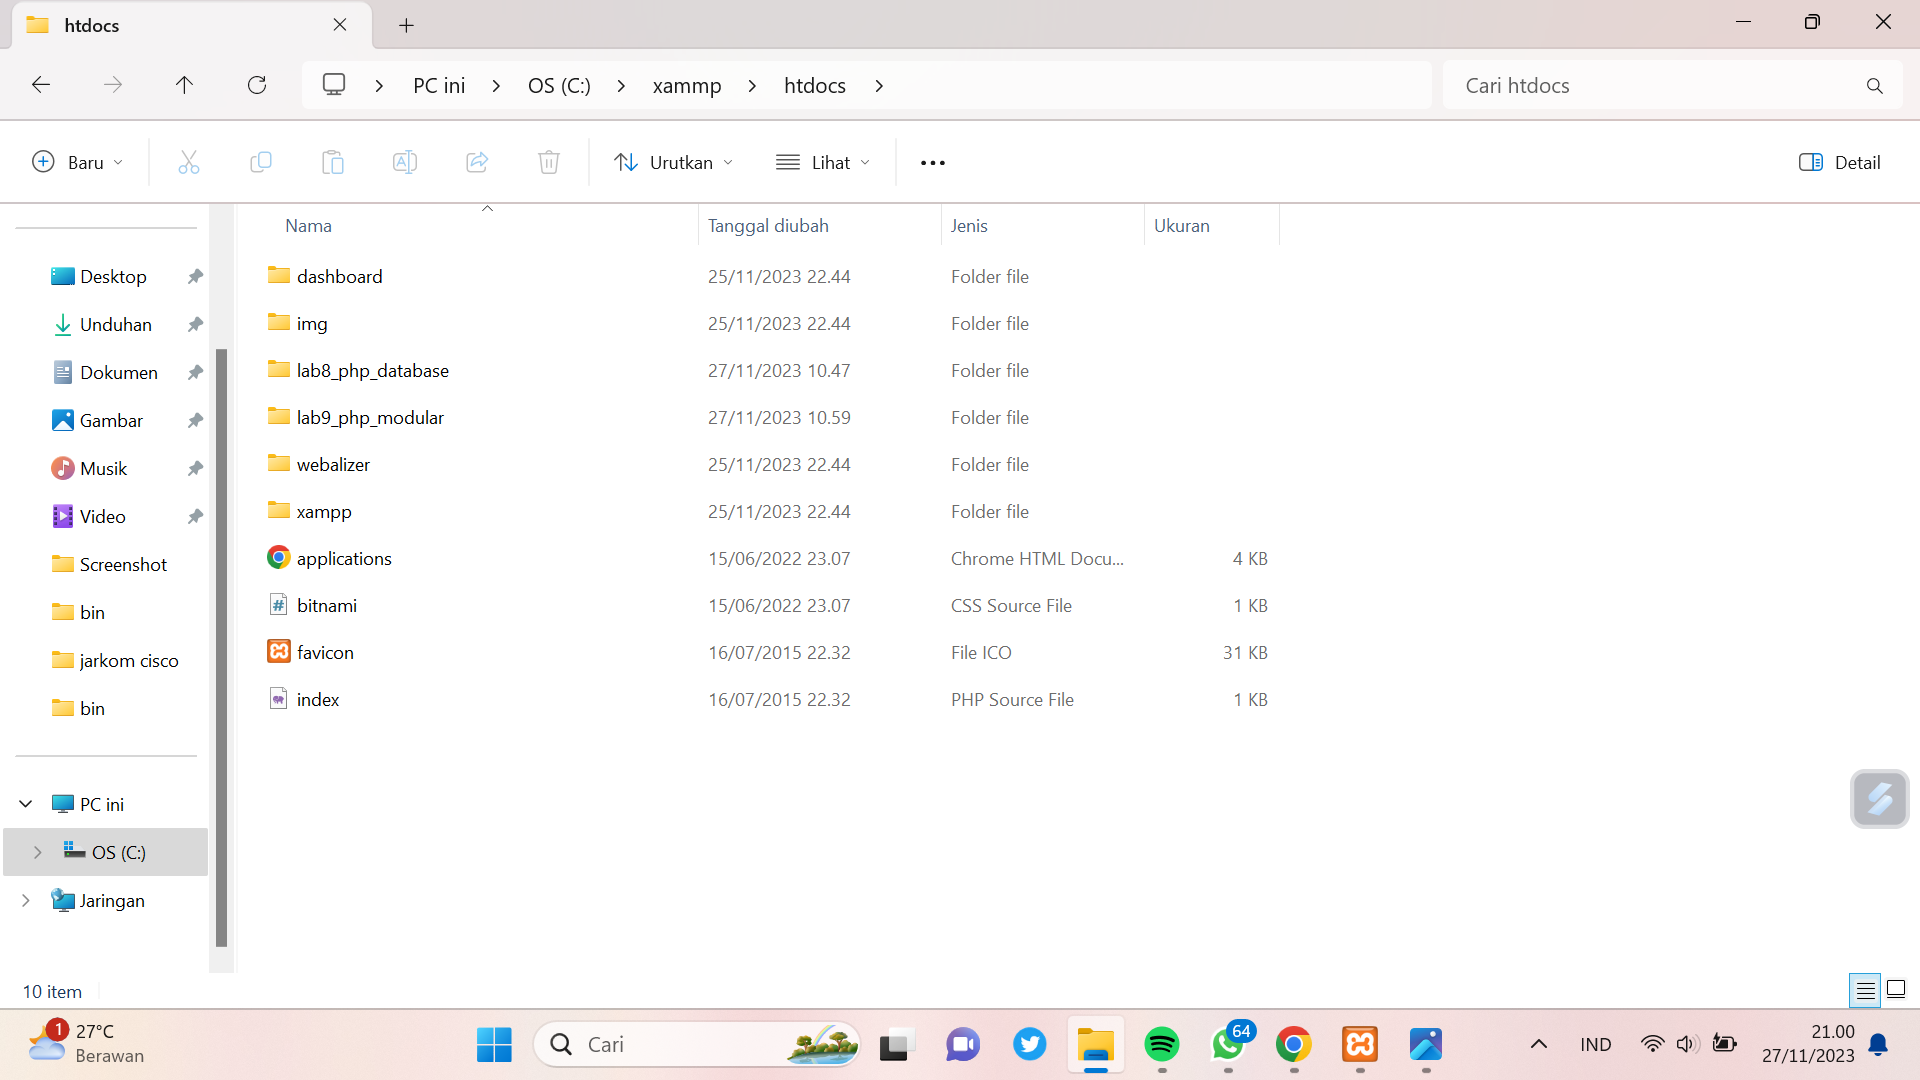 htdocs
PC ini
OS (C:)
xammp
htdocs
Cari htdocs
Baru
Urutkan
Lihat
Detail
Nama Tanggal diubah Jenis Ukuran
Desktop
Unduhan
Dokumen
Gambar
Musik
Video
Screenshot
bin
jarkom cisco
bin
PC ini
OS (C:)
Jaringan
dashboard 25/11/2023 22.44 Folder file
img 25/11/2023 22.44 Folder file
lab8_php_database 27/11/2023 10.47 Folder file
lab9_php_modular 27/11/2023 10.59 Folder file
webalizer 25/11/2023 22.44 Folder file
xampp 25/11/2023 22.44 Folder file
applications 15/06/2022 23.07 Chrome HTML Docu... 4 KB
bitnami 15/06/2022 23.07 CSS Source File 1 KB
favicon 16/07/2015 22.32 File ICO 31 KB
index 16/07/2015 22.32 PHP Source File 1 KB
10 item
1
27°C
Berawan
Cari
64
IND
21.00
27/11/2023